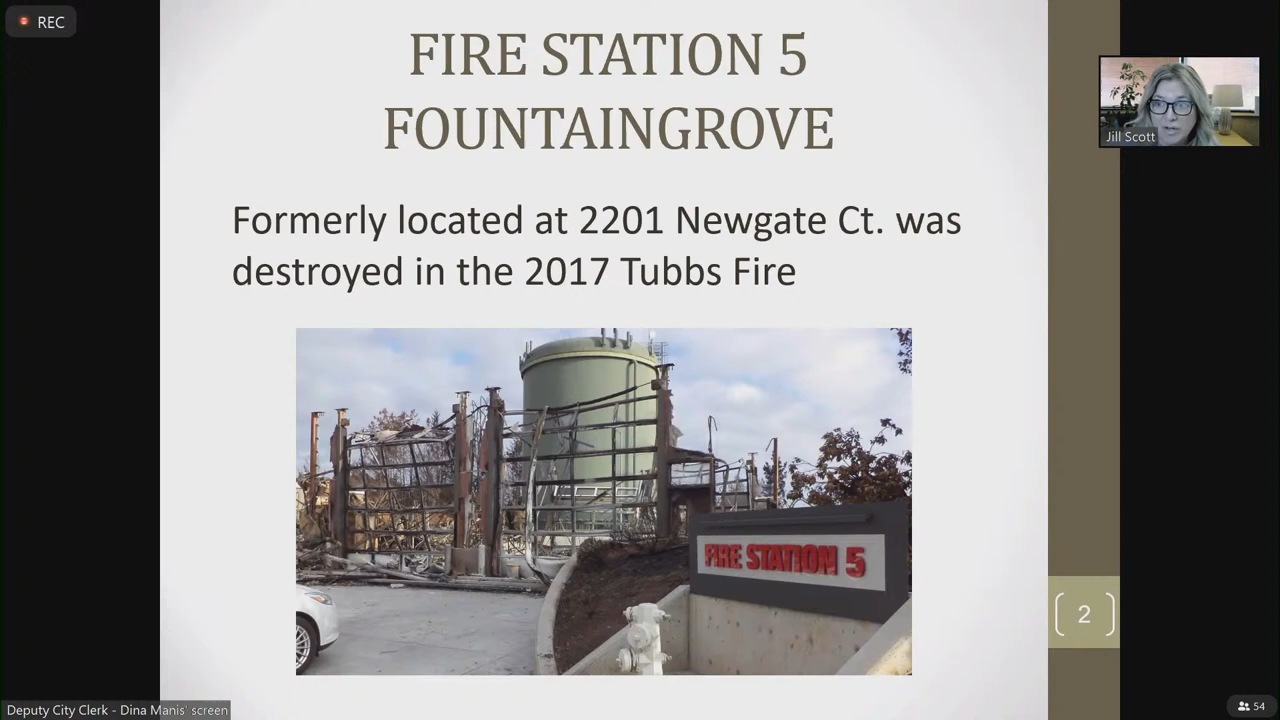 REC
FIRE STATION 5
FOUNTAINGROVE
Jill Scott
Formerly located at 2201 Newgate Ct. was
destroyed in the 2017 Tubbs Fire
FIRE STATION 5
2
Deputy City Clerk - Dina Manis' screen
54